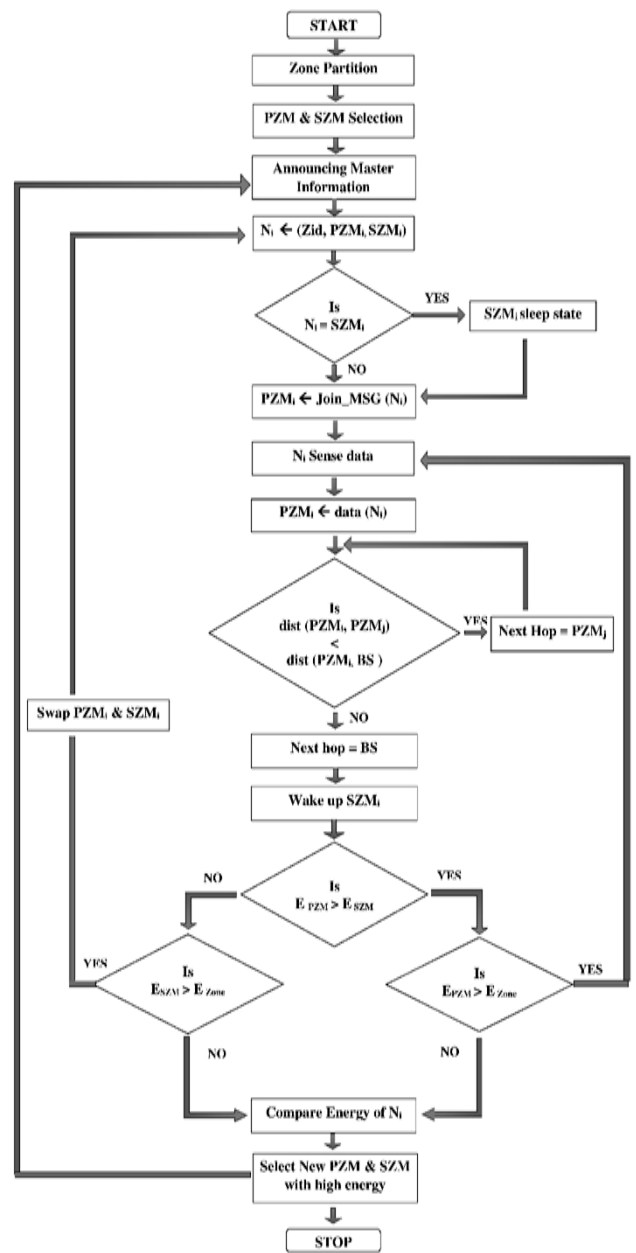 START
Zone Partition
PZM & SZM Selection
Announcing Master
Information
Nᵢ ← (Zid, PZMᵢ, SZMᵢ)
Is
Nᵢ = SZMᵢ
YES
SZMᵢ sleep state
NO
PZMᵢ ← Join_MSG (Nᵢ)
Nᵢ Sense data
PZMᵢ ← data (Nᵢ)
Is
dist (PZMᵢ, PZMⱼ)
<
dist (PZMᵢ, BS )
YES
Next Hop = PZMⱼ
Swap PZMᵢ & SZMᵢ
NO
Next hop = BS
Wake up SZMᵢ
NO
Is
E PZM > E SZM
YES
YES
Is
E SZM > E Zone
Is
E PZM > E Zone
YES
NO
NO
Compare Energy of Nᵢ
Select New PZM & SZM
with high energy
STOP